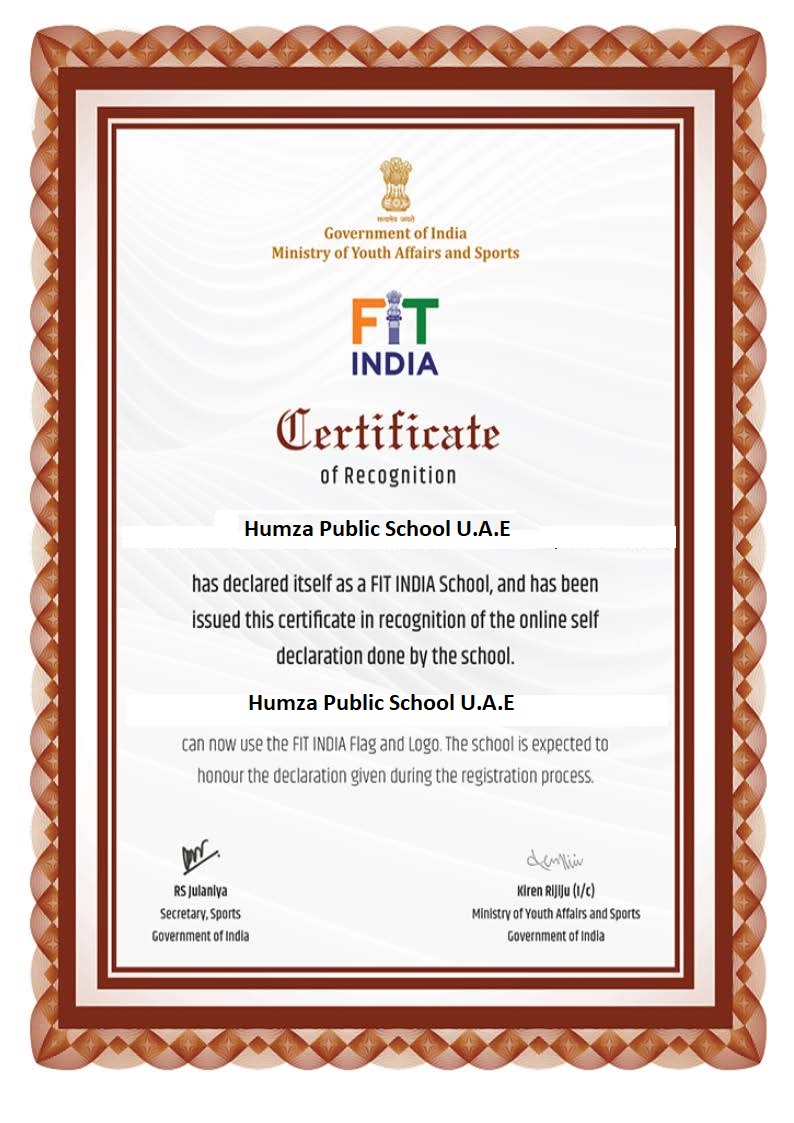 सत्यमेव जयते
Government of India
Ministry of Youth Affairs and Sports
FIT
INDIA
Certificate
of Recognition
Humza Public School U.A.E
has declared itself as a FIT INDIA School, and has been
issued this certificate in recognition of the online self
declaration done by the school.
Humza Public School U.A.E
can now use the FIT INDIA Flag and Logo. The school is expected to
honour the declaration given during the registration process.
RS Julaniya
Secretary, Sports
Government of India
Kiren Rijiju (I/c)
Ministry of Youth Affairs and Sports
Government of India